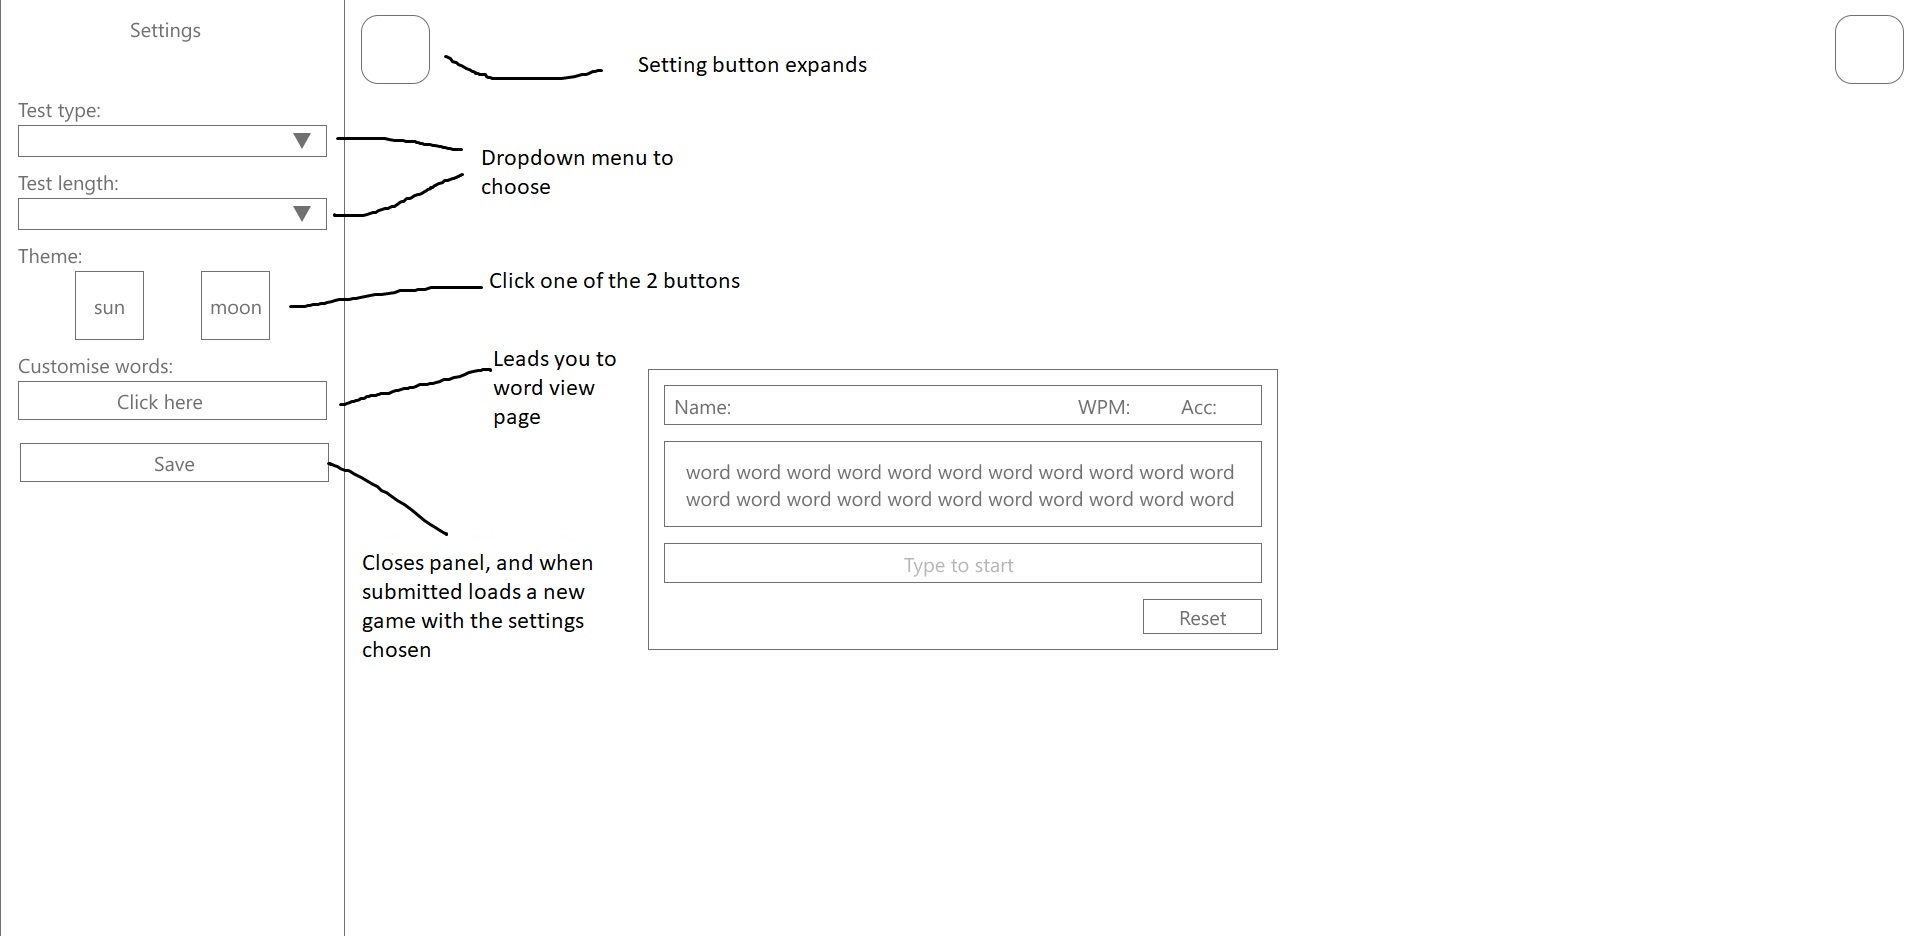 Settings
Test type:
Test length:
Theme:
sun
moon
Customise words:
Click here
Save
Setting button expands
Dropdown menu to
choose
Click one of the 2 buttons
Leads you to
word view
page
Closes panel, and when
submitted loads a new
game with the settings
chosen
Name: WPM: Acc:
word word word word word word word word word word word
word word word word word word word word word word word
Type to start
Reset